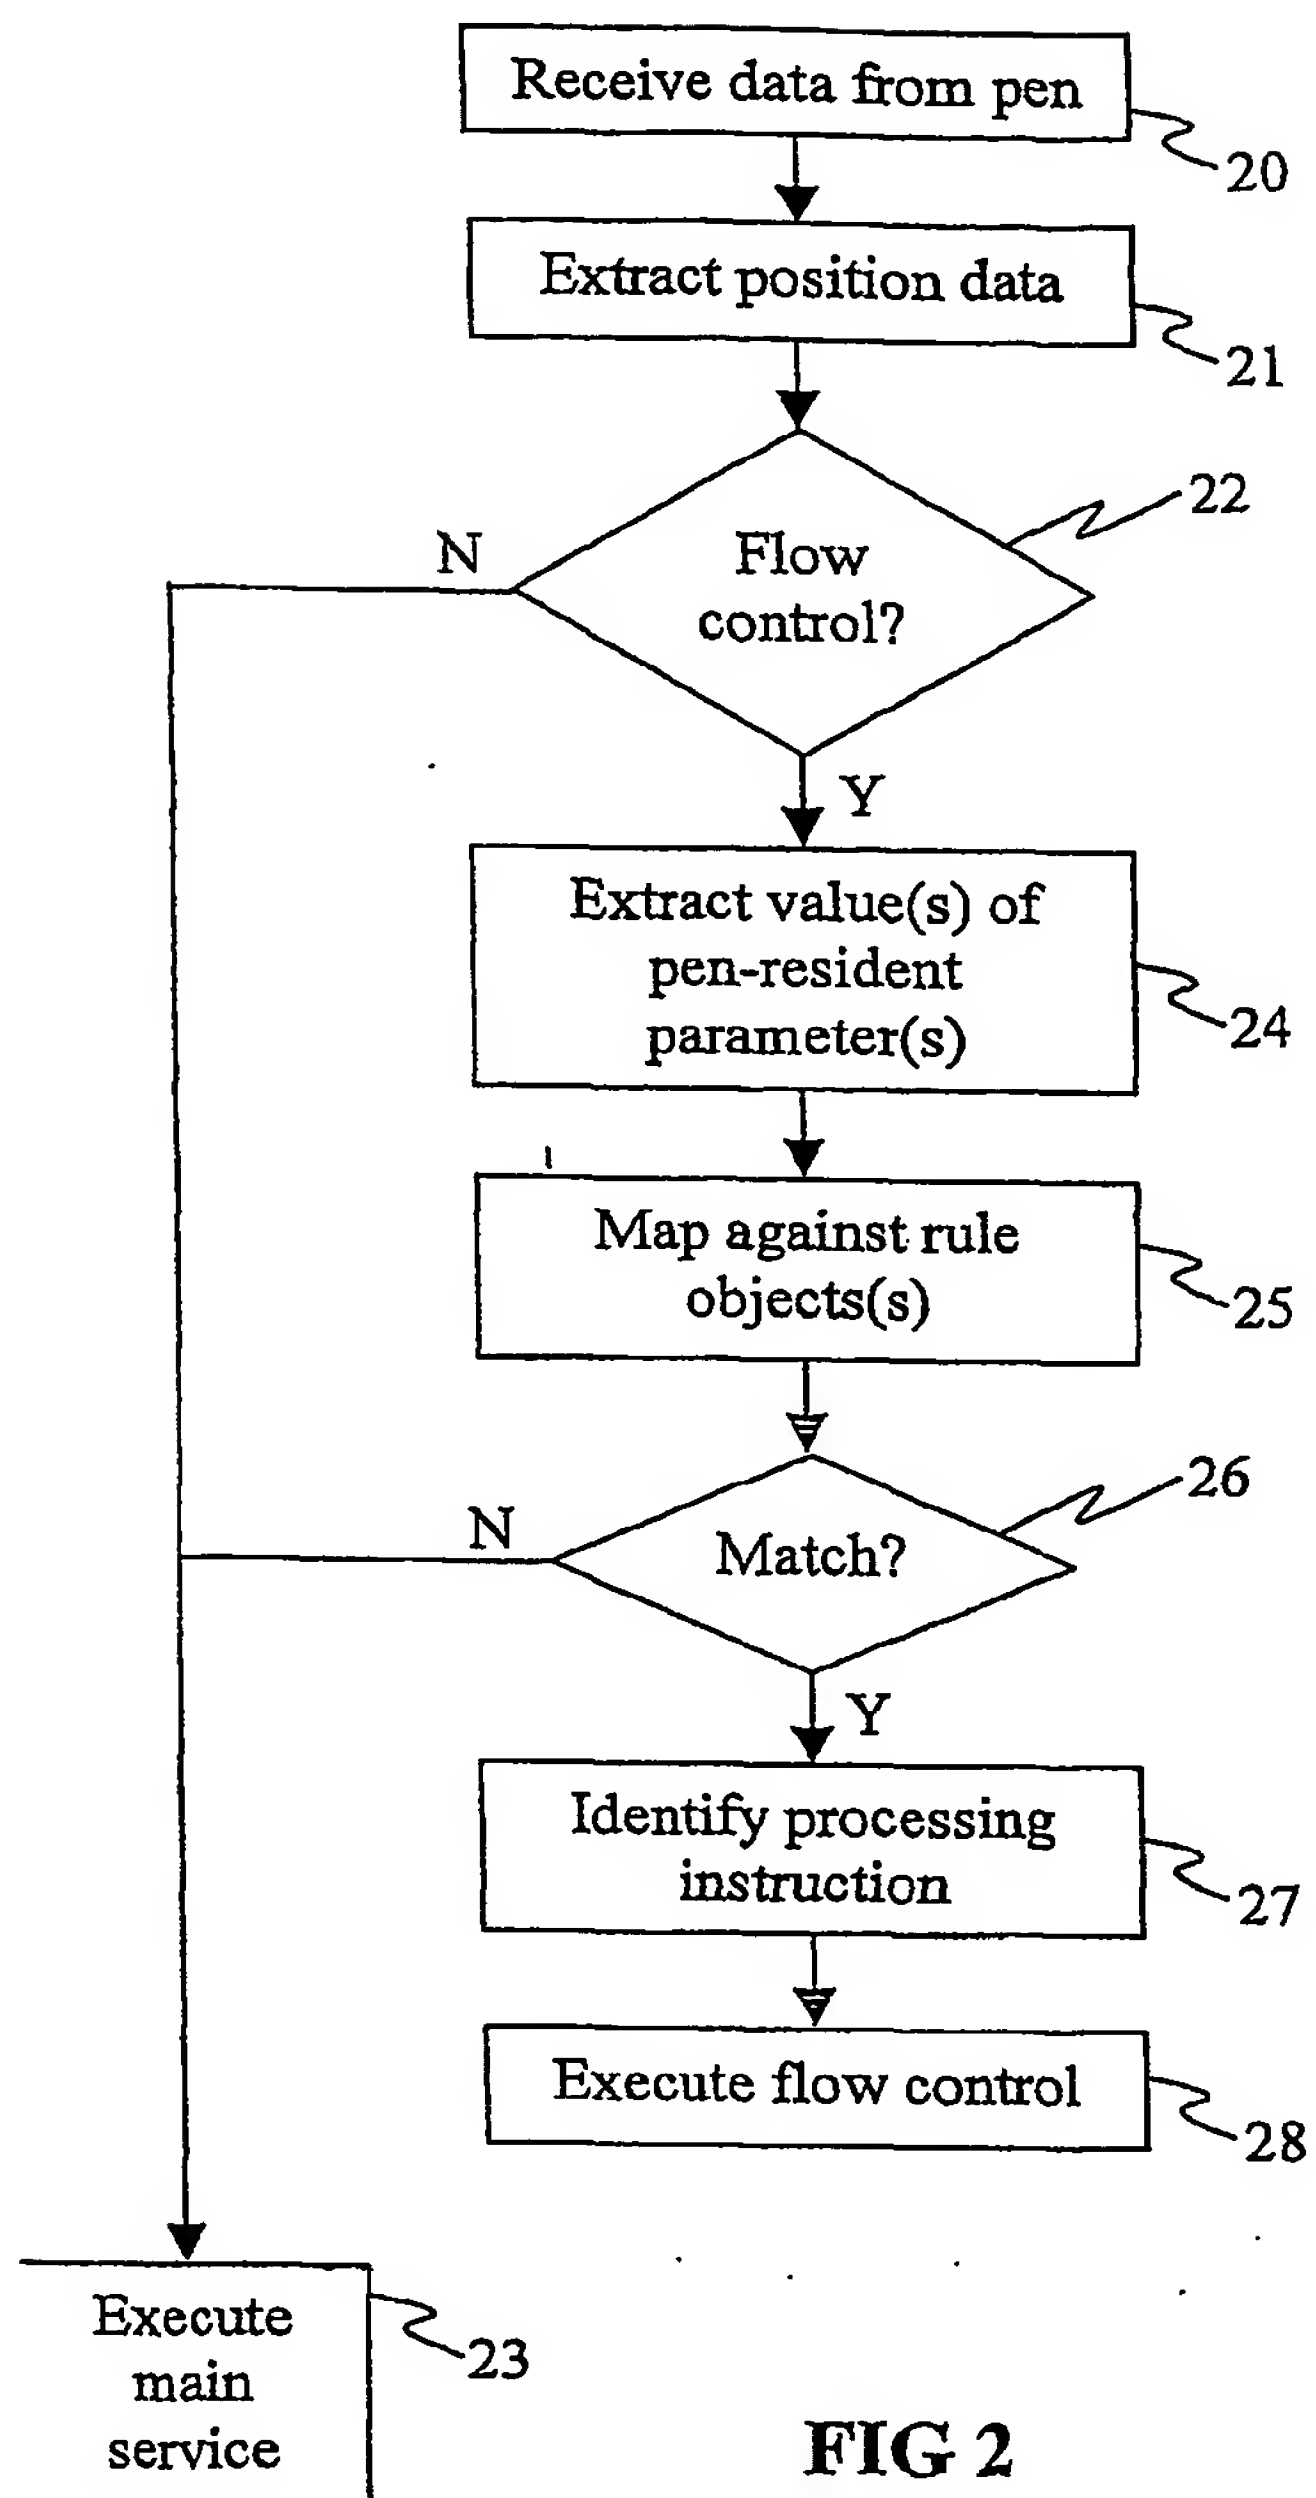 Receive data from pen
20
Extract position data
21
22
N
Flow
control?
Y
Extract value(s) of
pen-resident
parameter(s)
24
Map against rule
objects(s)
25
26
N
Match?
Y
Identify processing
instruction
27
Execute flow control
28
Execute
main
service
23
FIG 2